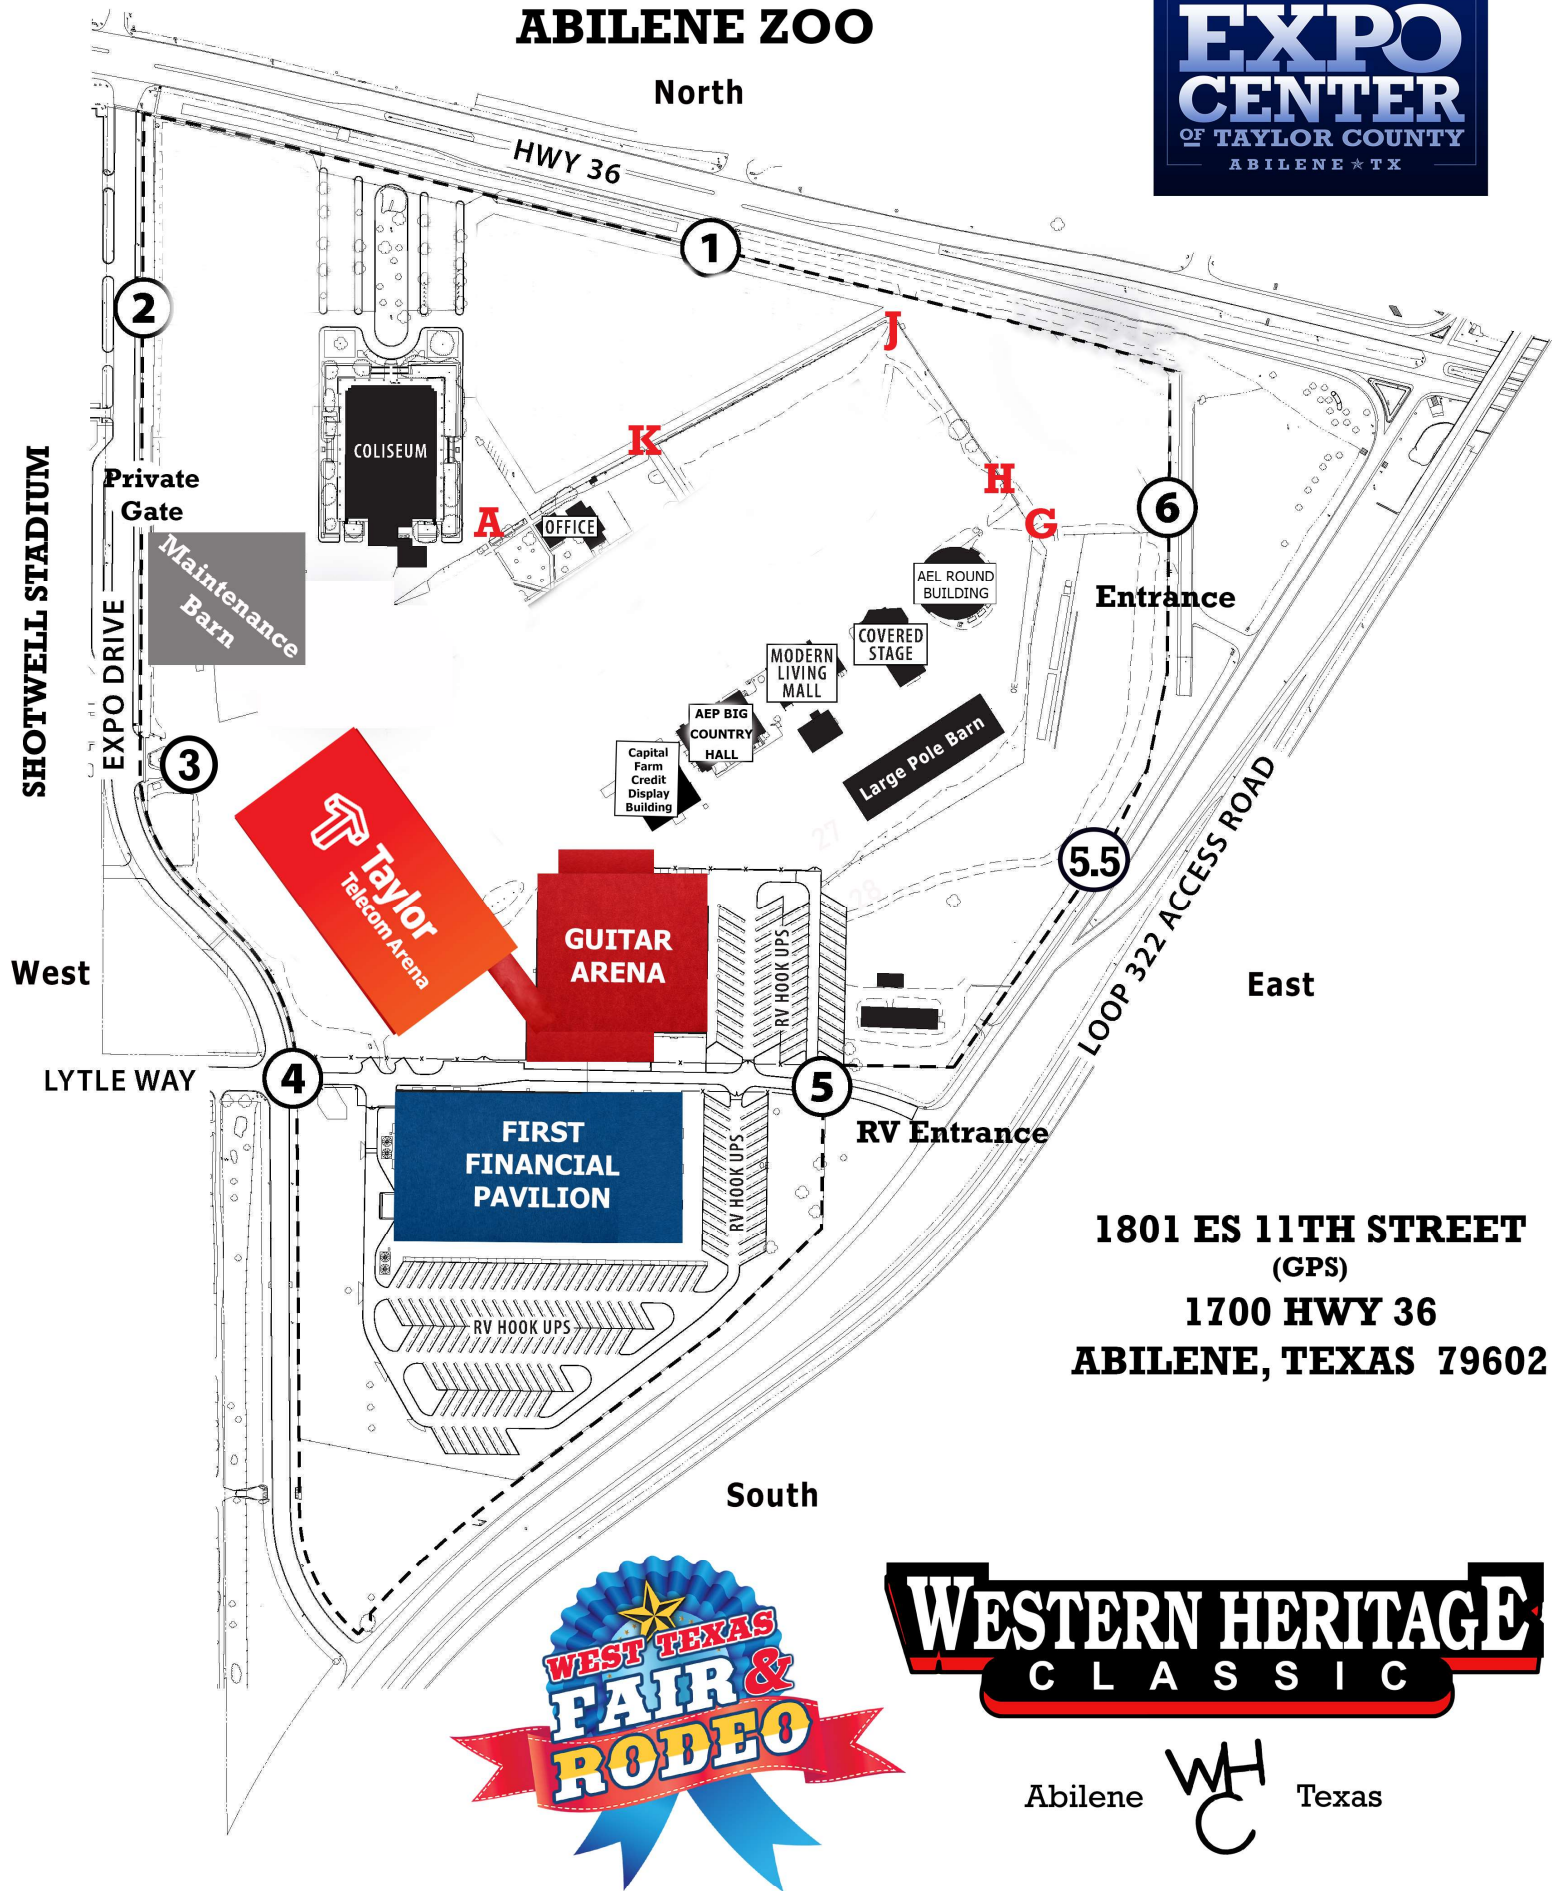 ABILENE ZOO
North
EXPO
CENTER
OF TAYLOR COUNTY
ABILENE ★ TX
HWY 36
1
2
J
K
COLISEUM
A
OFFICE
H
G
6
Private
Gate
SHOTWELL STADIUM
EXPO DRIVE
Maintenance
Barn
AEL ROUND
BUILDING
Entrance
COVERED
STAGE
MODERN
LIVING
MALL
AEP BIG
COUNTRY
HALL
Capital
Farm
Credit
Display
Building
Large Pole Barn
3
27
28
5.5
LOOP 322 ACCESS ROAD
Taylor
Telecom Arena
GUITAR
ARENA
RV HOOK UPS
West
East
LYTLE WAY
4
5
RV Entrance
FIRST
FINANCIAL
PAVILION
RV HOOK UPS
RV HOOK UPS
1801 ES 11TH STREET
(GPS)
1700 HWY 36
ABILENE, TEXAS 79602
South
WEST TEXAS
FAIR &
RODEO
WESTERN HERITAGE
CLASSIC
Abilene
WHC
Texas